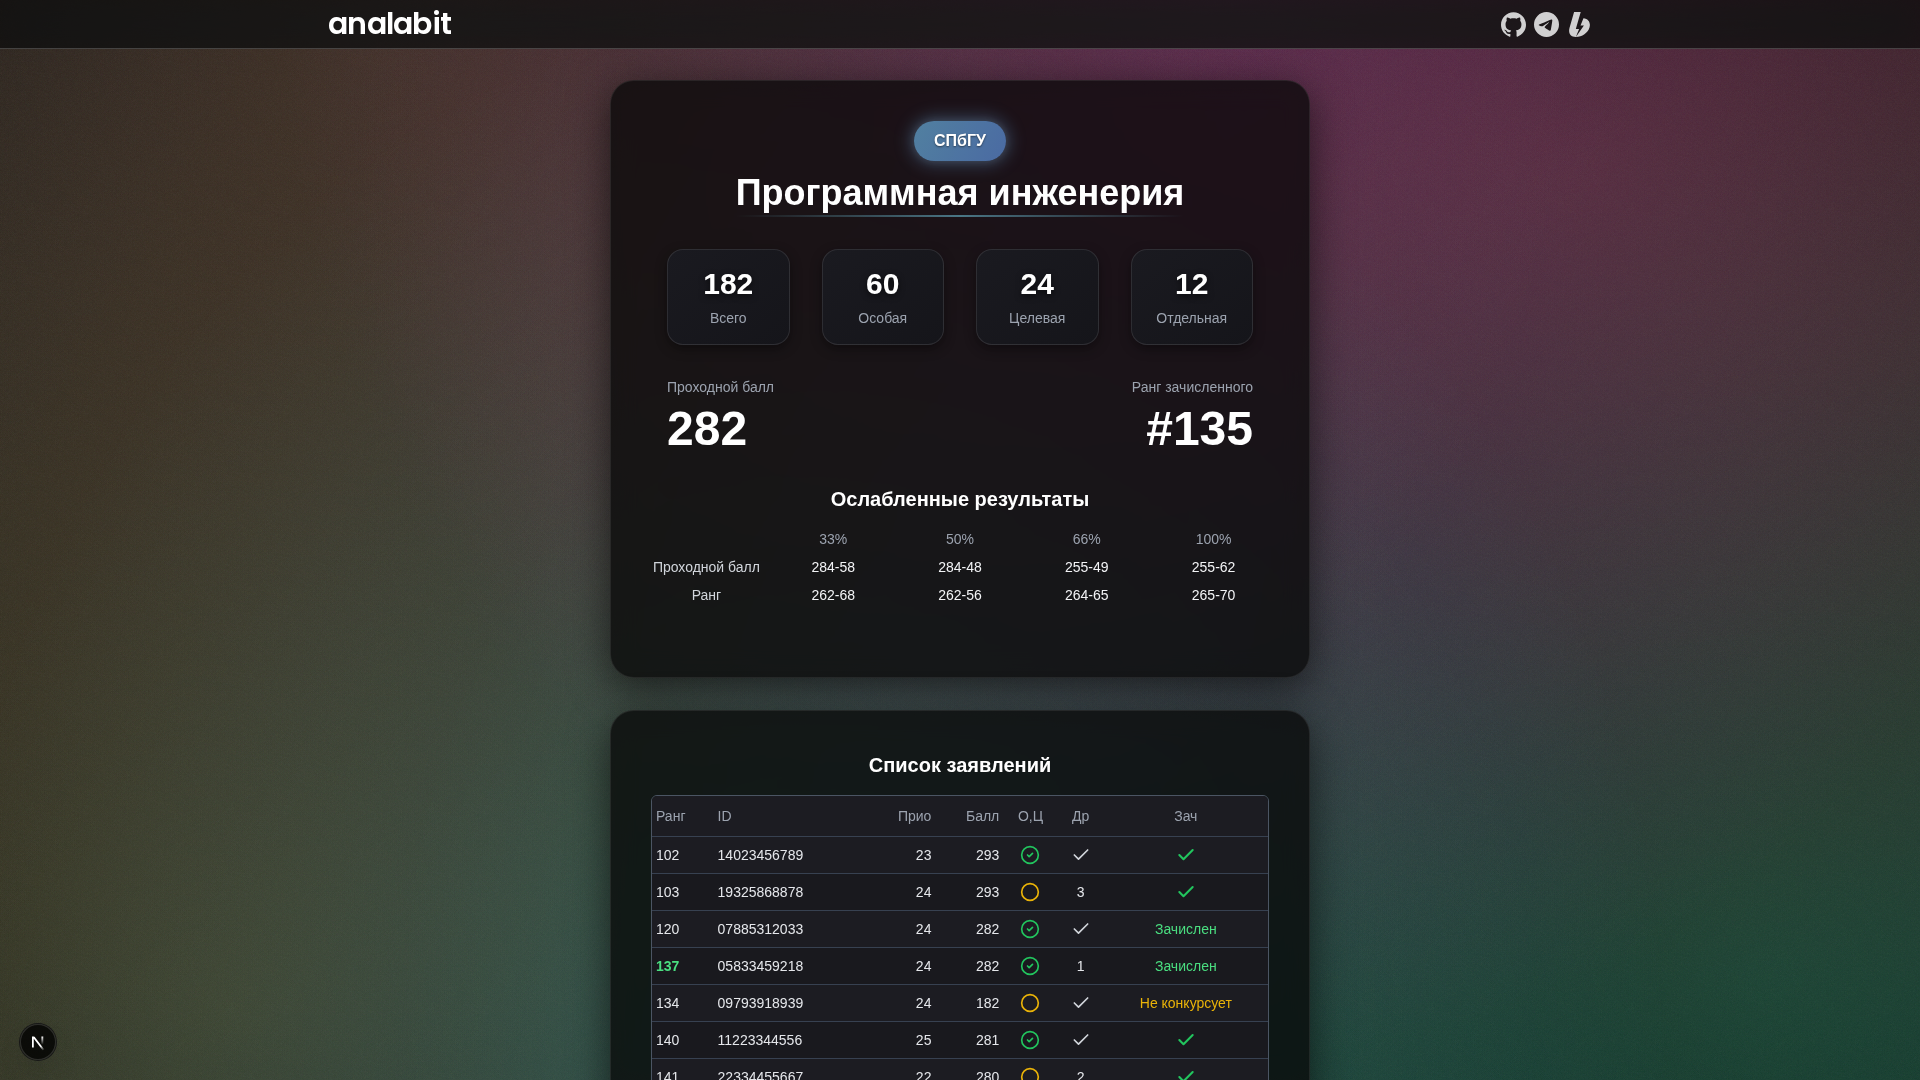 analabit
СПбГУ
Программная инженерия
182 60 24 12
Всего Особая Целевая Отдельная
Проходной балл Ранг зачисленного
282 #135
Ослабленные результаты
33% 50% 66% 100%
Проходной балл 284-58 284-48 255-49 255-62
Ранг 262-68 262-56 264-65 265-70
Список заявлений
Ранг ID Прио Балл О,Ц Др Зач
102 14023456789 23 293
103 19325868878 24 293 3
120 07885312033 24 282 Зачислен
137 05833459218 24 282 1 Зачислен
134 09793918939 24 182 Не конкурсует
140 11223344556 25 281
141 22334455667 22 280 2
N